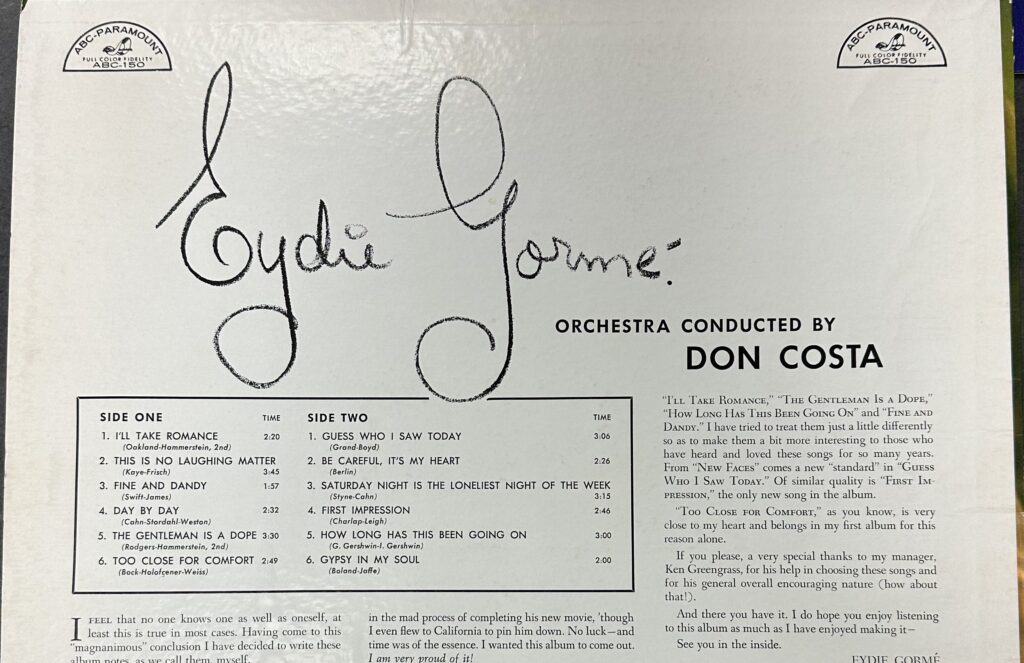 ABC-PARAMOUNT
FULL COLOR FIDELITY
ABC-150
ABC-PARAMOUNT
FULL COLOR FIDELITY
ABC-150
Eydie Gormé.
ORCHESTRA CONDUCTED BY
DON COSTA
SIDE ONE TIME
1. I'LL TAKE ROMANCE 2:20
(Oakland-Hammerstein, 2nd)
2. THIS IS NO LAUGHING MATTER
(Kaye-Frisch) 3:45
3. FINE AND DANDY 1:57
(Swift-James)
4. DAY BY DAY 2:32
(Cahn-Stordahl-Weston)
5. THE GENTLEMAN IS A DOPE 3:30
(Rodgers-Hammerstein, 2nd)
6. TOO CLOSE FOR COMFORT 2:49
(Bock-Holofcener-Weiss)
SIDE TWO TIME
1. GUESS WHO I SAW TODAY 3:06
(Grand-Boyd)
2. BE CAREFUL, IT'S MY HEART 2:26
(Berlin)
3. SATURDAY NIGHT IS THE LONELIEST NIGHT OF THE WEEK
(Styne-Cahn) 3:15
4. FIRST IMPRESSION 2:46
(Charlap-Leigh)
5. HOW LONG HAS THIS BEEN GOING ON 3:00
(G. Gershwin-I. Gershwin)
6. GYPSY IN MY SOUL 2:00
(Boland-Jaffe)
I FEEL that no one knows one as well as oneself, at
least this is true in most cases. Having come to this
"magnanimous" conclusion I have decided to write these
album notes, as we call them, myself.
in the mad process of completing his new movie, 'though
I even flew to California to pin him down. No luck—and
time was of the essence. I wanted this album to come out.
I am very proud of it!
"I'LL TAKE ROMANCE," "THE GENTLEMAN IS A DOPE,"
"HOW LONG HAS THIS BEEN GOING ON" and "FINE AND
DANDY." I have tried to treat them just a little differently
so as to make them a bit more interesting to those who
have heard and loved these songs for so many years.
From "NEW FACES" comes a new "standard" in "GUESS
WHO I SAW TODAY." Of similar quality is "FIRST IM-
PRESSION," the only new song in the album.
"TOO CLOSE FOR COMFORT," as you know, is very
close to my heart and belongs in my first album for this
reason alone.
If you please, a very special thanks to my manager,
Ken Greengrass, for his help in choosing these songs and
for his general overall encouraging nature (how about
that!).
And there you have it. I do hope you enjoy listening
to this album as much as I have enjoyed making it—
See you in the inside.
EYDIE GORMÉ